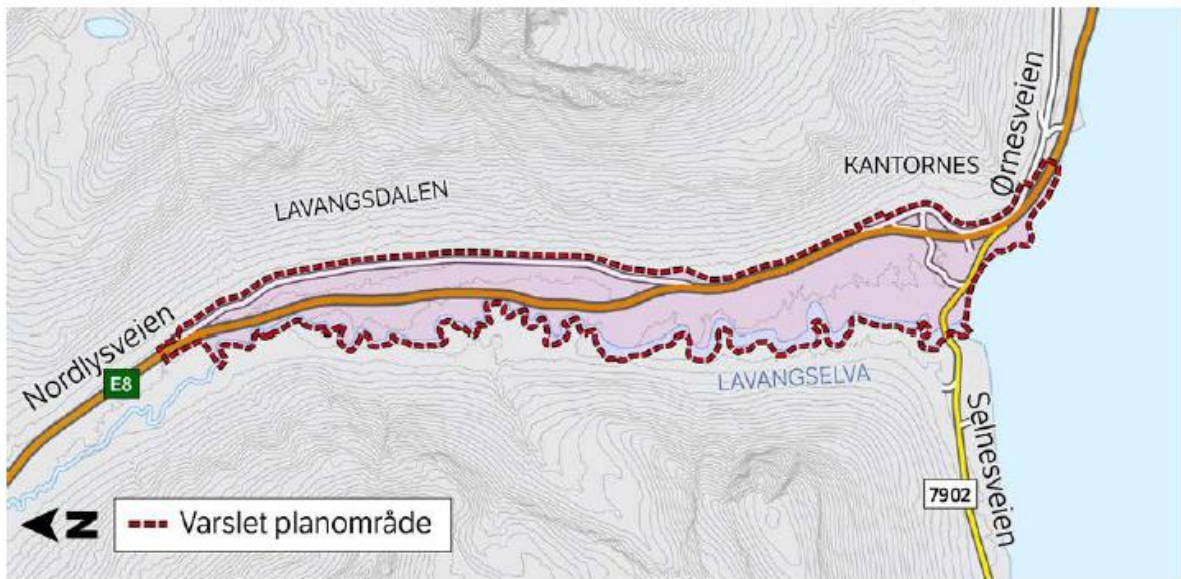 Ørnesveien
KANTORNES
LAVANGSDALEN
Nordlysveien
E8
LAVANGSELVA
Selnesveien
7902
N
Varslet planområde